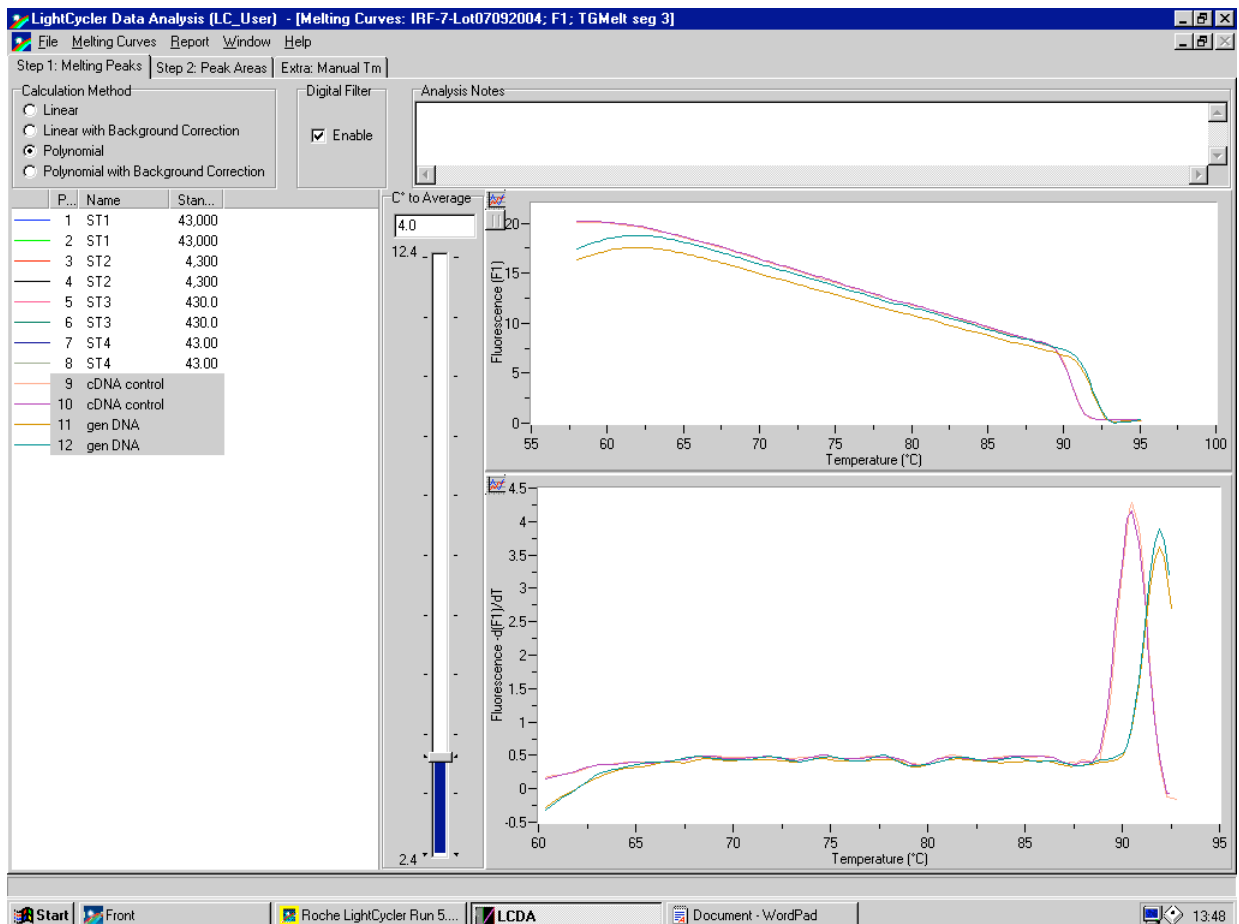 LightCycler Data Analysis (LC_User) - [Melting Curves: IRF-7-Lot07092004; F1; TGMelt seg 3]
File Melting Curves Report Window Help
Step 1: Melting Peaks Step 2: Peak Areas Extra: Manual Tm
Calculation Method
Linear
Linear with Background Correction
Polynomial
Polynomial with Background Correction
Digital Filter
Enable
Analysis Notes
P... Name Stan...
1 ST1 43,000
2 ST1 43,000
3 ST2 4,300
4 ST2 4,300
5 ST3 430.0
6 ST3 430.0
7 ST4 43.00
8 ST4 43.00
9 cDNA control
10 cDNA control
11 gen DNA
12 gen DNA
C° to Average
4.0
12.4
2.4
Fluorescence (F1)
20
15
10
5
0
55 60 65 70 75 80 85 90 95 100
Temperature (°C)
Fluorescence -d(F1)/dT
4.5
4
3.5
3
2.5
2
1.5
1
0.5
0
-0.5
60 65 70 75 80 85 90 95
Temperature (°C)
Start Front Roche LightCycler Run 5.... LCDA Document - WordPad 13:48